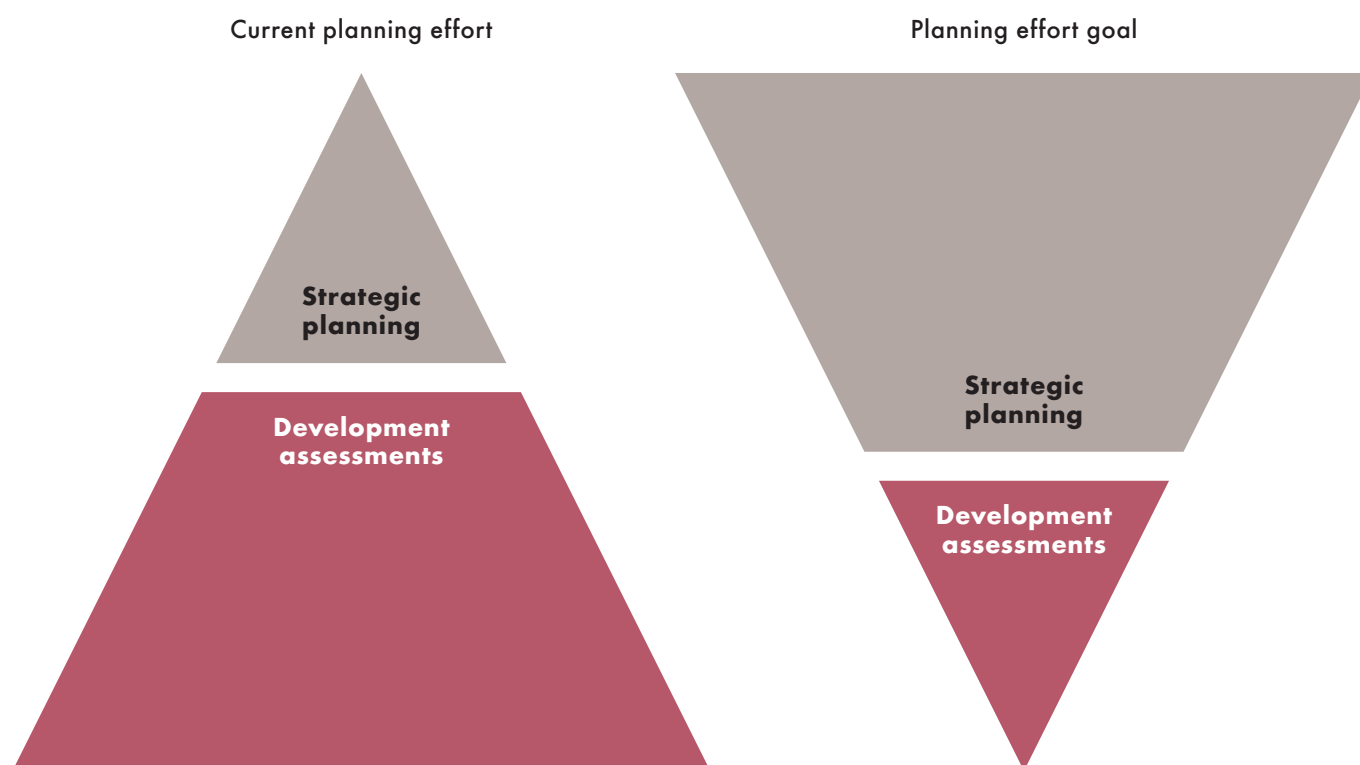 Current planning effort
Strategic
planning
Development
assessments
Planning effort goal
Strategic
planning
Development
assessments